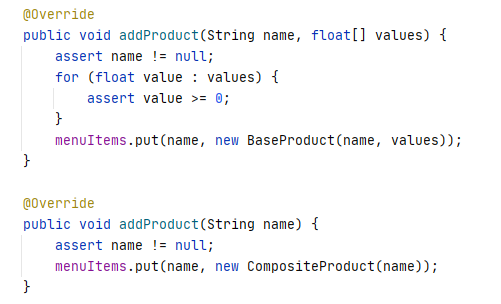 @Override
public void addProduct(String name, float[] values) {
    assert name != null;
    for (float value : values) {
        assert value >= 0;
    }
    menuItems.put(name, new BaseProduct(name, values));
}
@Override
public void addProduct(String name) {
    assert name != null;
    menuItems.put(name, new CompositeProduct(name));
}